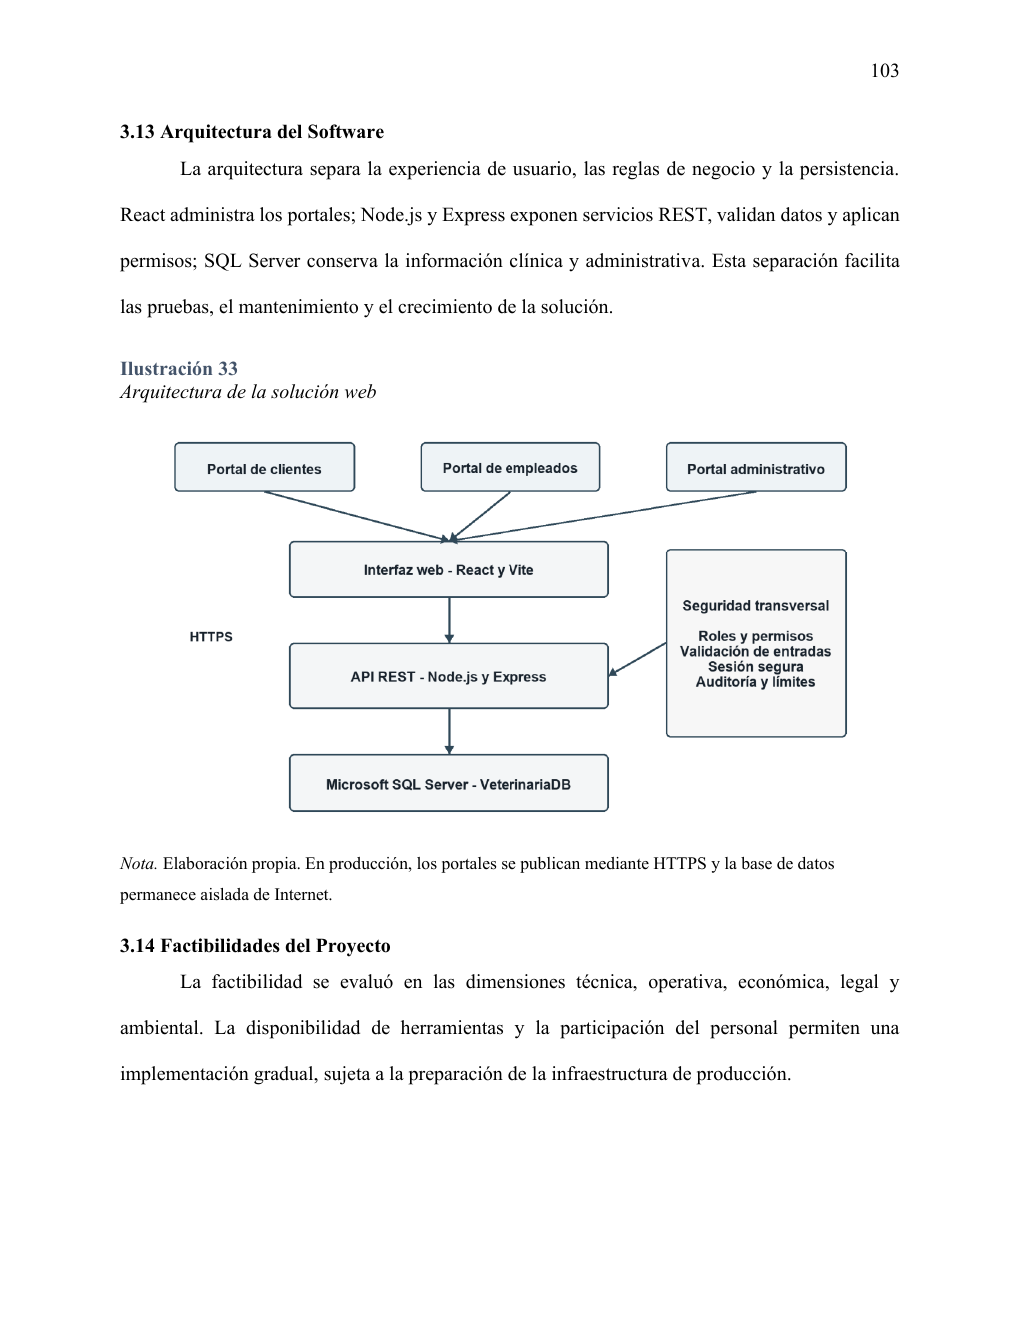 103
3.13 Arquitectura del Software
La arquitectura separa la experiencia de usuario, las reglas de negocio y la persistencia.
React administra los portales; Node.js y Express exponen servicios REST, validan datos y aplican
permisos; SQL Server conserva la información clínica y administrativa. Esta separación facilita
las pruebas, el mantenimiento y el crecimiento de la solución.
Ilustración 33
Arquitectura de la solución web
Portal de clientes
Portal de empleados
Portal administrativo
Interfaz web - React y Vite
Seguridad transversal
Roles y permisos
Validación de entradas
Sesión segura
Auditoría y límites
HTTPS
API REST - Node.js y Express
Microsoft SQL Server - VeterinariaDB
Nota. Elaboración propia. En producción, los portales se publican mediante HTTPS y la base de datos
permanece aislada de Internet.
3.14 Factibilidades del Proyecto
La factibilidad se evaluó en las dimensiones técnica, operativa, económica, legal y
ambiental. La disponibilidad de herramientas y la participación del personal permiten una
implementación gradual, sujeta a la preparación de la infraestructura de producción.